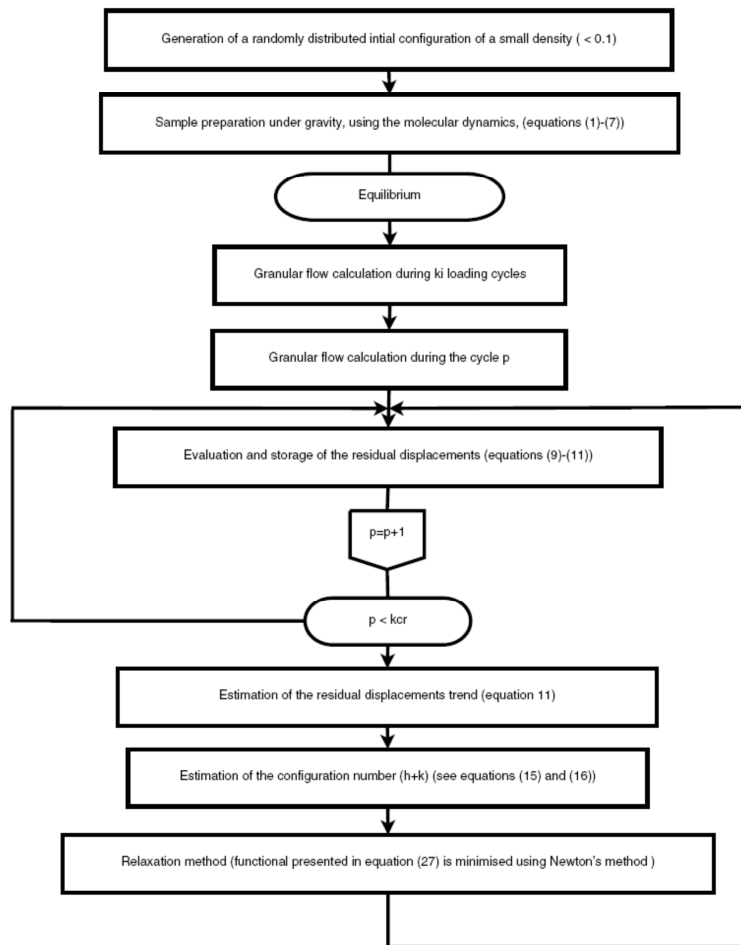 Generation of a randomly distributed intial configuration of a small density ( < 0.1)
Sample preparation under gravity, using the molecular dynamics, (equations (1)-(7))
Equilibrium
Granular flow calculation during ki loading cycles
Granular flow calculation during the cycle p
Evaluation and storage of the residual displacements (equations (9)-(11))
p=p+1
p < kcr
Estimation of the residual displacements trend (equation 11)
Estimation of the configuration number (h+k) (see equations (15) and (16))
Relaxation method (functional presented in equation (27) is minimised using Newton's method )